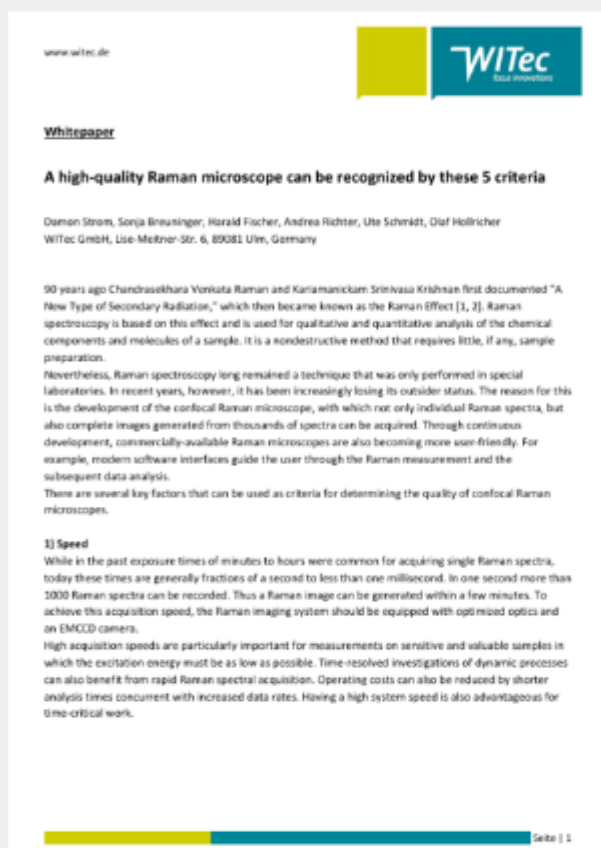 www.witec.de
WITec
focus innovations
Whitepaper
A high-quality Raman microscope can be recognized by these 5 criteria
Damon Strom, Sonja Breuninger, Harald Fischer, Andrea Richter, Ute Schmidt, Olaf Hollricher
WITec GmbH, Lise-Meitner-Str. 6, 89081 Ulm, Germany
90 years ago Chandrasekhara Venkata Raman and Kariamanickam Srinivasa Krishnan first documented "A
New Type of Secondary Radiation," which then became known as the Raman Effect [1, 2]. Raman
spectroscopy is based on this effect and is used for qualitative and quantitative analysis of the chemical
components and molecules of a sample. It is a nondestructive method that requires little, if any, sample
preparation.
Nevertheless, Raman spectroscopy long remained a technique that was only performed in special
laboratories. In recent years, however, it has been increasingly losing its outsider status. The reason for this
is the development of the confocal Raman microscope, with which not only individual Raman spectra, but
also complete images generated from thousands of spectra can be acquired. Through continuous
development, commercially-available Raman microscopes are also becoming more user-friendly. For
example, modern software interfaces guide the user through the Raman measurement and the
subsequent data analysis.
There are several key factors that can be used as criteria for determining the quality of confocal Raman
microscopes.
1) Speed
While in the past exposure times of minutes to hours were common for acquiring single Raman spectra,
today these times are generally fractions of a second to less than one millisecond. In one second more than
1000 Raman spectra can be recorded. Thus a Raman image can be generated within a few minutes. To
achieve this acquisition speed, the Raman imaging system should be equipped with optimized optics and
an EMCCD camera.
High acquisition speeds are particularly important for measurements on sensitive and valuable samples in
which the excitation energy must be as low as possible. Time-resolved investigations of dynamic processes
can also benefit from rapid Raman spectral acquisition. Operating costs can also be reduced by shorter
analysis times concurrent with increased data rates. Having a high system speed is also advantageous for
time-critical work.
Seite | 1